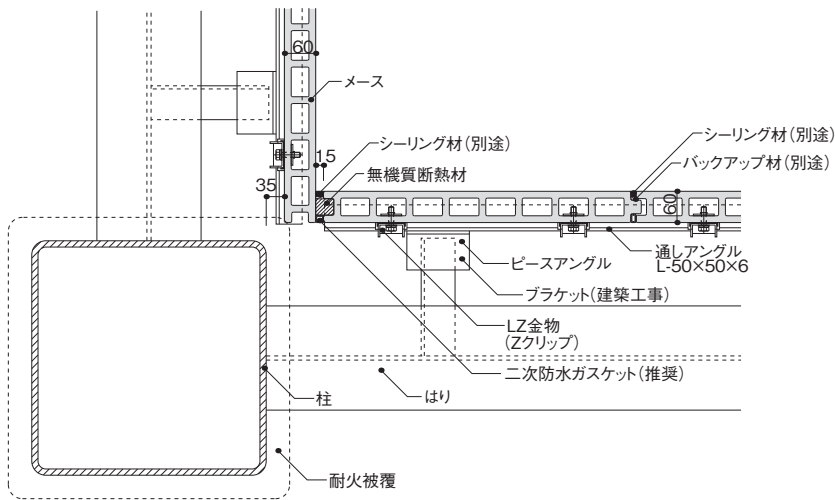 60
メース
シーリング材(別途)
15
無機質断熱材
35
シーリング材(別途)
バックアップ材(別途)
60
通しアングル
L-50×50×6
ピースアングル
ブラケット(建築工事)
LZ金物
(Zクリップ)
二次防水ガスケット(推奨)
柱
はり
耐火被覆